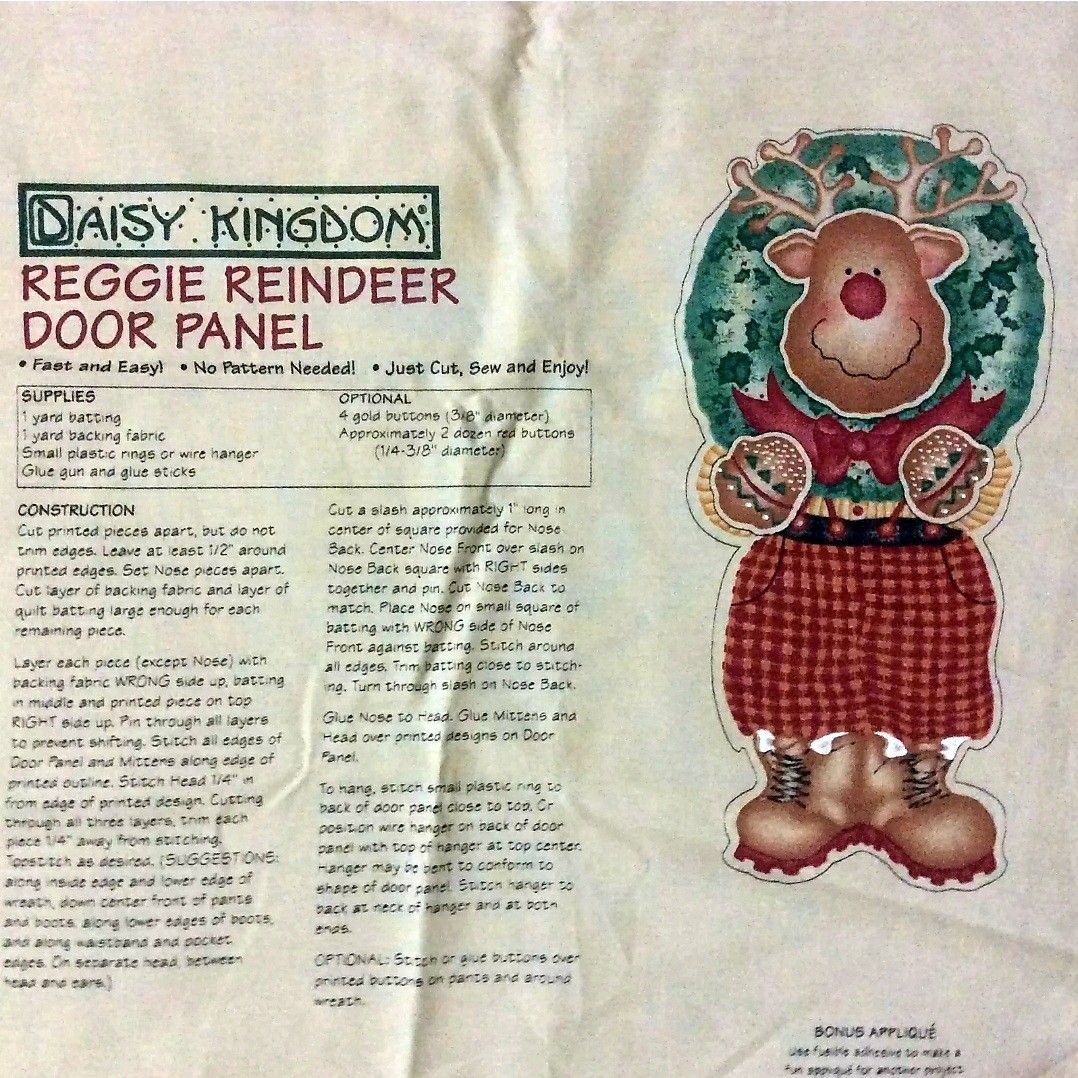 DAISY KINGDOM®
REGGIE REINDEER
DOOR PANEL
• Fast and Easy! • No Pattern Needed! • Just Cut, Sew and Enjoy!
SUPPLIES
1 yard batting
1 yard backing fabric
Small plastic rings or wire hanger
Glue gun and glue sticks
OPTIONAL
4 gold buttons (3/8" diameter)
Approximately 2 dozen red buttons
(1/4-3/8" diameter)
CONSTRUCTION
Cut printed pieces apart, but do not
trim edges. Leave at least 1/2" around
printed edges. Set Nose pieces apart.
Cut layer of backing fabric and layer of
quilt batting large enough for each
remaining piece.
Layer each piece (except Nose) with
backing fabric WRONG side up, batting
in middle and printed piece on top
RIGHT side up. Pin through all layers
to prevent shifting. Stitch all edges of
Door Panel and Mittens along edge of
printed outline. Stitch Head 1/4" in
from edge of printed design. Cutting
through all three layers, trim each
piece 1/4" away from stitching.
Topstitch as desired. (SUGGESTIONS:
along inside edge and lower edge of
wreath, down center front of pants
and boots, along lower edges of boots,
and along waistband and pocket
edges. On separate head, between
head and ears.)
Cut a slash approximately 1" long in
center of square provided for Nose
Back. Center Nose Front over slash on
Nose Back square with RIGHT sides
together and pin. Cut Nose Back to
match. Place Nose on small square of
batting with WRONG side of Nose
Front against batting. Stitch around
all edges. Trim batting close to stitch-
ing. Turn through slash on Nose Back.
Glue Nose to Head. Glue Mittens and
Head over printed designs on Door
Panel.
To hang, stitch small plastic ring to
back of door panel close to top. Or
position wire hanger on back of door
panel with top of hanger at top center.
Hanger may be bent to conform to
shape of door panel. Stitch hanger to
back at neck of hanger and at both
ends.
OPTIONAL: Stitch or glue buttons over
printed buttons on pants and around
wreath.
BONUS APPLIQUÉ
Use fusible adhesive to make a
fun appliqué for another project